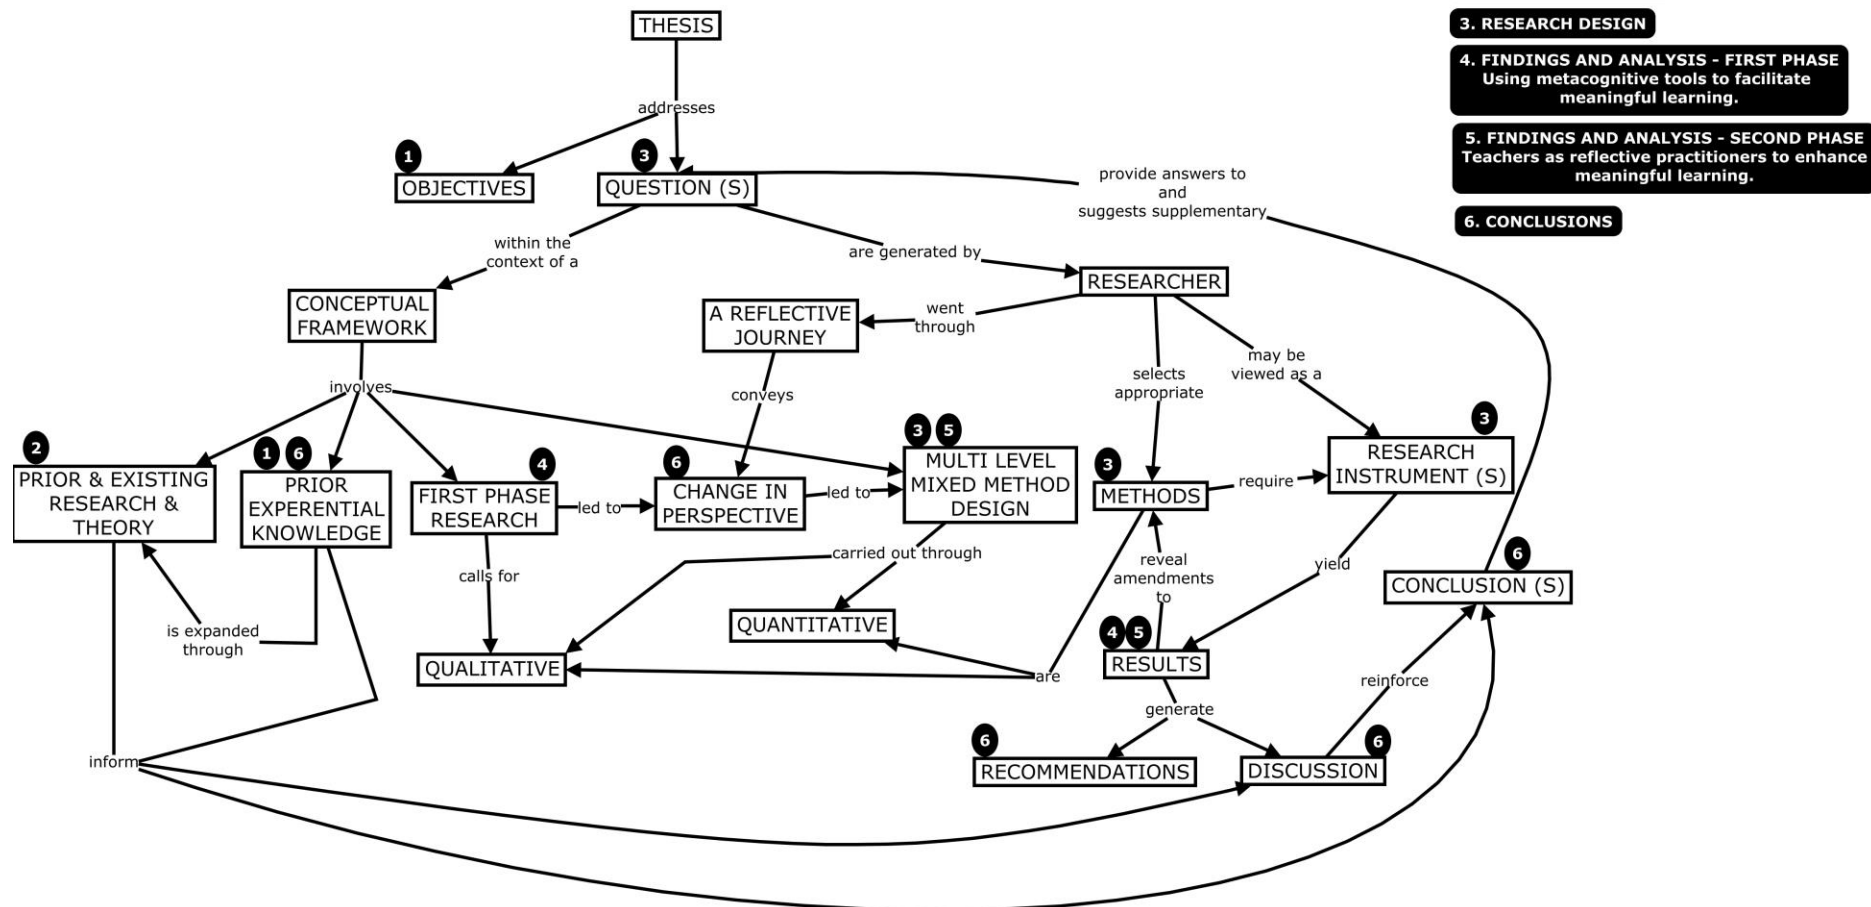 THESIS
3. RESEARCH DESIGN
4. FINDINGS AND ANALYSIS - FIRST PHASE
Using metacognitive tools to facilitate
meaningful learning.
5. FINDINGS AND ANALYSIS - SECOND PHASE
Teachers as reflective practitioners to enhance
meaningful learning.
6. CONCLUSIONS
addresses
1
OBJECTIVES
3
QUESTION (S)
provide answers to
and
suggests supplementary
within the
context of a
are generated by
RESEARCHER
CONCEPTUAL
FRAMEWORK
A REFLECTIVE
JOURNEY
went
through
selects
appropriate
may be
viewed as a
involves
conveys
2
PRIOR & EXISTING
RESEARCH &
THEORY
1 6
PRIOR
EXPERENTIAL
KNOWLEDGE
4
FIRST PHASE
RESEARCH
led to
6
CHANGE IN
PERSPECTIVE
led to
3 5
MULTI LEVEL
MIXED METHOD
DESIGN
3
METHODS
require
3
RESEARCH
INSTRUMENT (S)
calls for
carried out through
reveal
amendments
to
yield
6
CONCLUSION (S)
is expanded
through
QUALITATIVE
QUANTITATIVE
are
4 5
RESULTS
reinforce
generate
inform
6
RECOMMENDATIONS
6
DISCUSSION